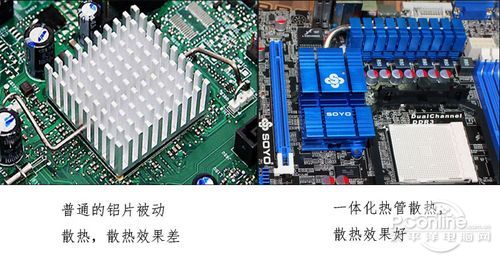 SOYO
SOYO
DualChannel
DDR3
普通的铝片被动
散热，散热效果差
一体化热管散热，
散热效果好
PConline
太平洋电脑网